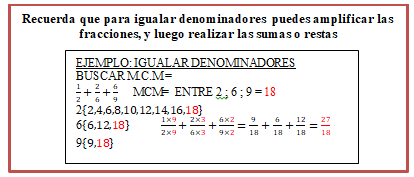 Recuerda que para igualar denominadores puedes amplificar las
fracciones, y luego realizar las sumas o restas
EJEMPLO: IGUALAR DENOMINADORES
BUSCAR M.C.M=
1/2 + 2/6 + 6/9 MCM= ENTRE 2 ; 6 ; 9 = 18
2{2,4,6,8,10,12,14,16,18}
6{6,12,18} 1×9/2×9 + 2×3/6×3 + 6×2/9×2 = 9/18 + 6/18 + 12/18 = 27/18
9{9,18}